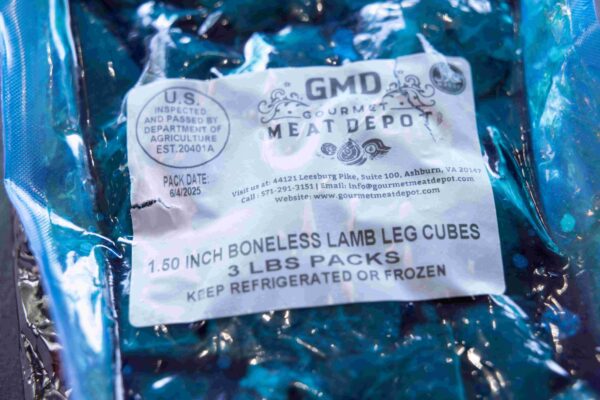 U.S.
INSPECTED
AND PASSED BY
DEPARTMENT OF
AGRICULTURE
EST.20401A
PACK DATE:
6/4/2025
GMD
GOURMET
MEAT DEPOT
Visit us at: 44121 Leesburg Pike, Suite 100, Ashburn, VA 20147
Call : 571-291-3151 | Email: info@gourmetmeatdepot.com
Website: www.gourmetmeatdepot.com
1.50 INCH BONELESS LAMB LEG CUBES
3 LBS PACKS
KEEP REFRIGERATED OR FROZEN